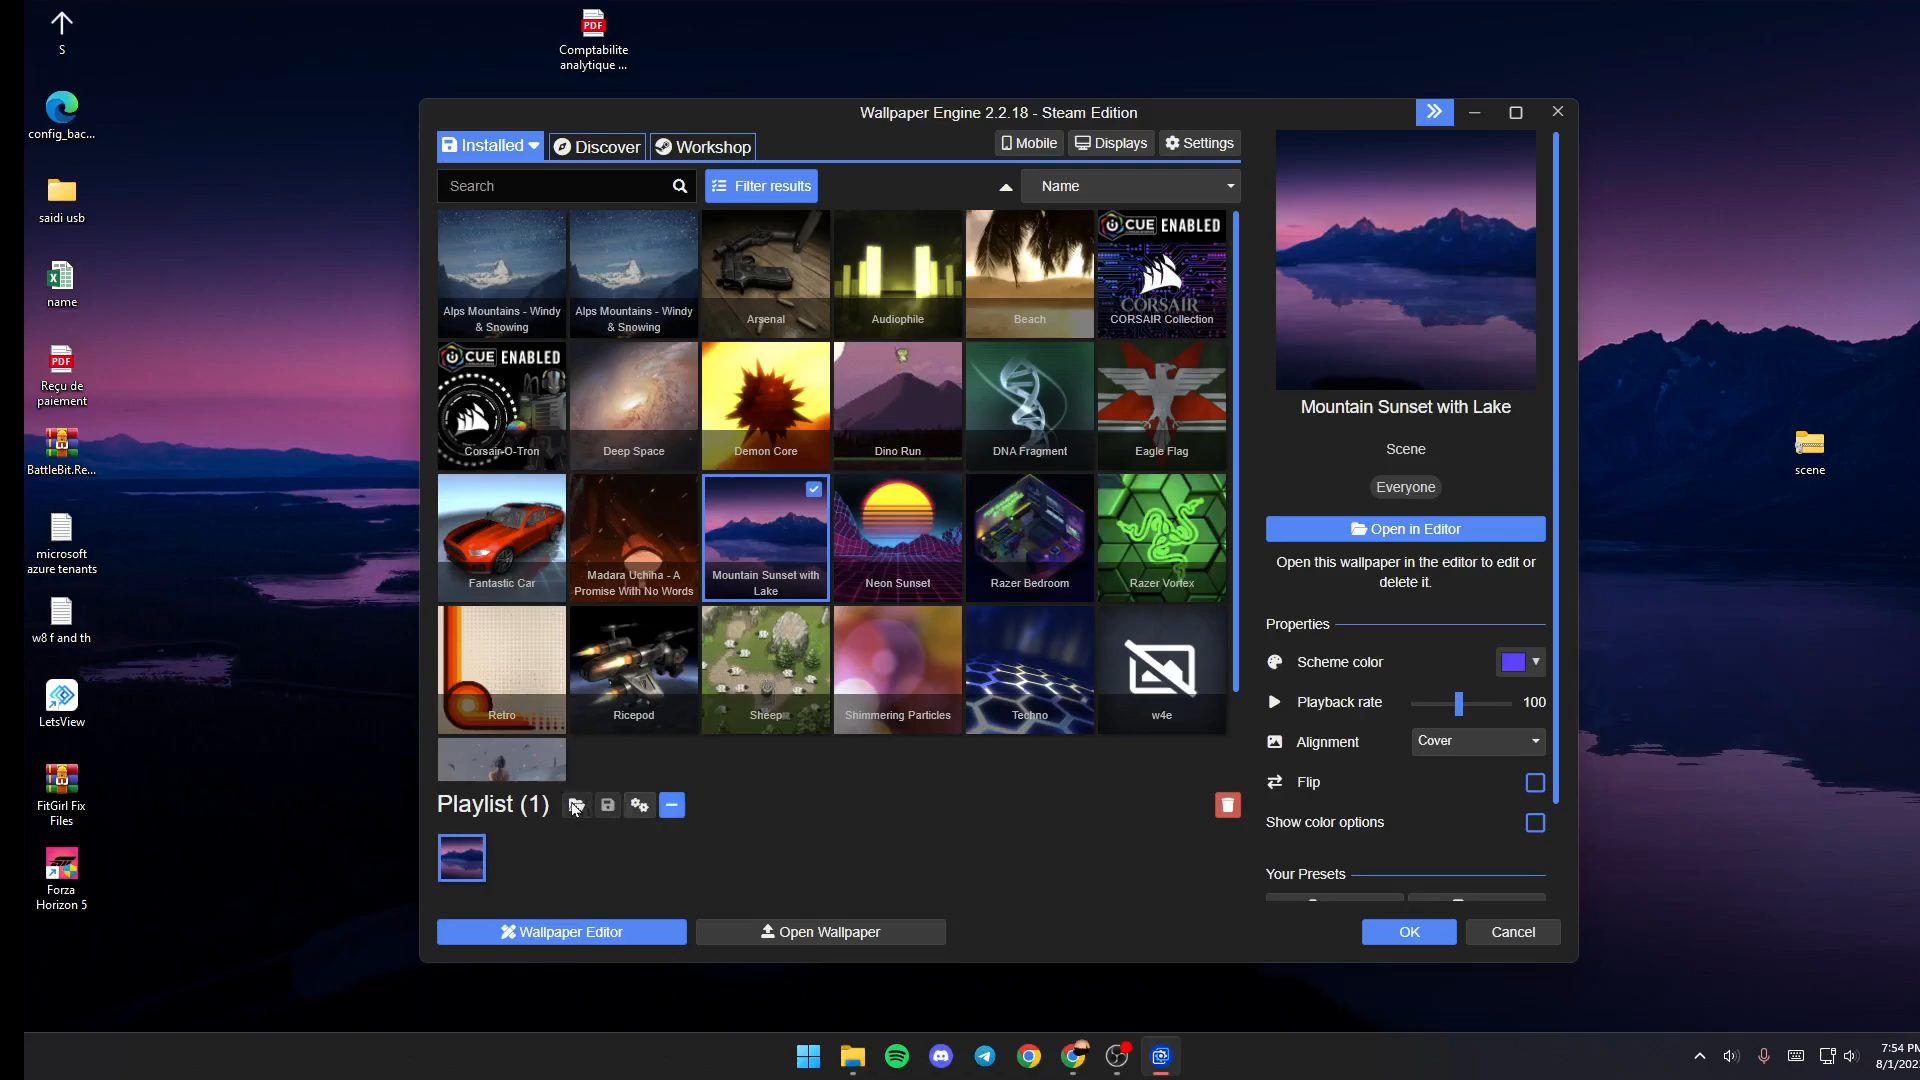 S
config_bac...
saidi usb
name
Reçu de
paiement
BattleBit.Re...
microsoft
azure tenants
w8 f and th
LetsView
FitGirl Fix
Files
Forza
Horizon 5
PDF
Comptabilite
analytique ...
scene
Wallpaper Engine 2.2.18 - Steam Edition
Installed
Discover
Workshop
Mobile
Displays
Settings
Search
Filter results
Name
Alps Mountains - Windy
& Snowing
Alps Mountains - Windy
& Snowing
Arsenal
Audiophile
Beach
CUE ENABLED
CORSAIR
CORSAIR Collection
CUE ENABLED
Corsair-O-Tron
Deep Space
Demon Core
Dino Run
DNA Fragment
Eagle Flag
Fantastic Car
Madara Uchiha - A
Promise With No Words
Mountain Sunset with
Lake
Neon Sunset
Razer Bedroom
Razer Vortex
Retro
Ricepod
Sheep
Shimmering Particles
Techno
w4e
Playlist (1)
Wallpaper Editor
Open Wallpaper
Mountain Sunset with Lake
Scene
Everyone
Open in Editor
Open this wallpaper in the editor to edit or
delete it.
Properties
Scheme color
Playback rate
100
Alignment
Cover
Flip
Show color options
Your Presets
OK
Cancel
7:54 PM
8/1/202